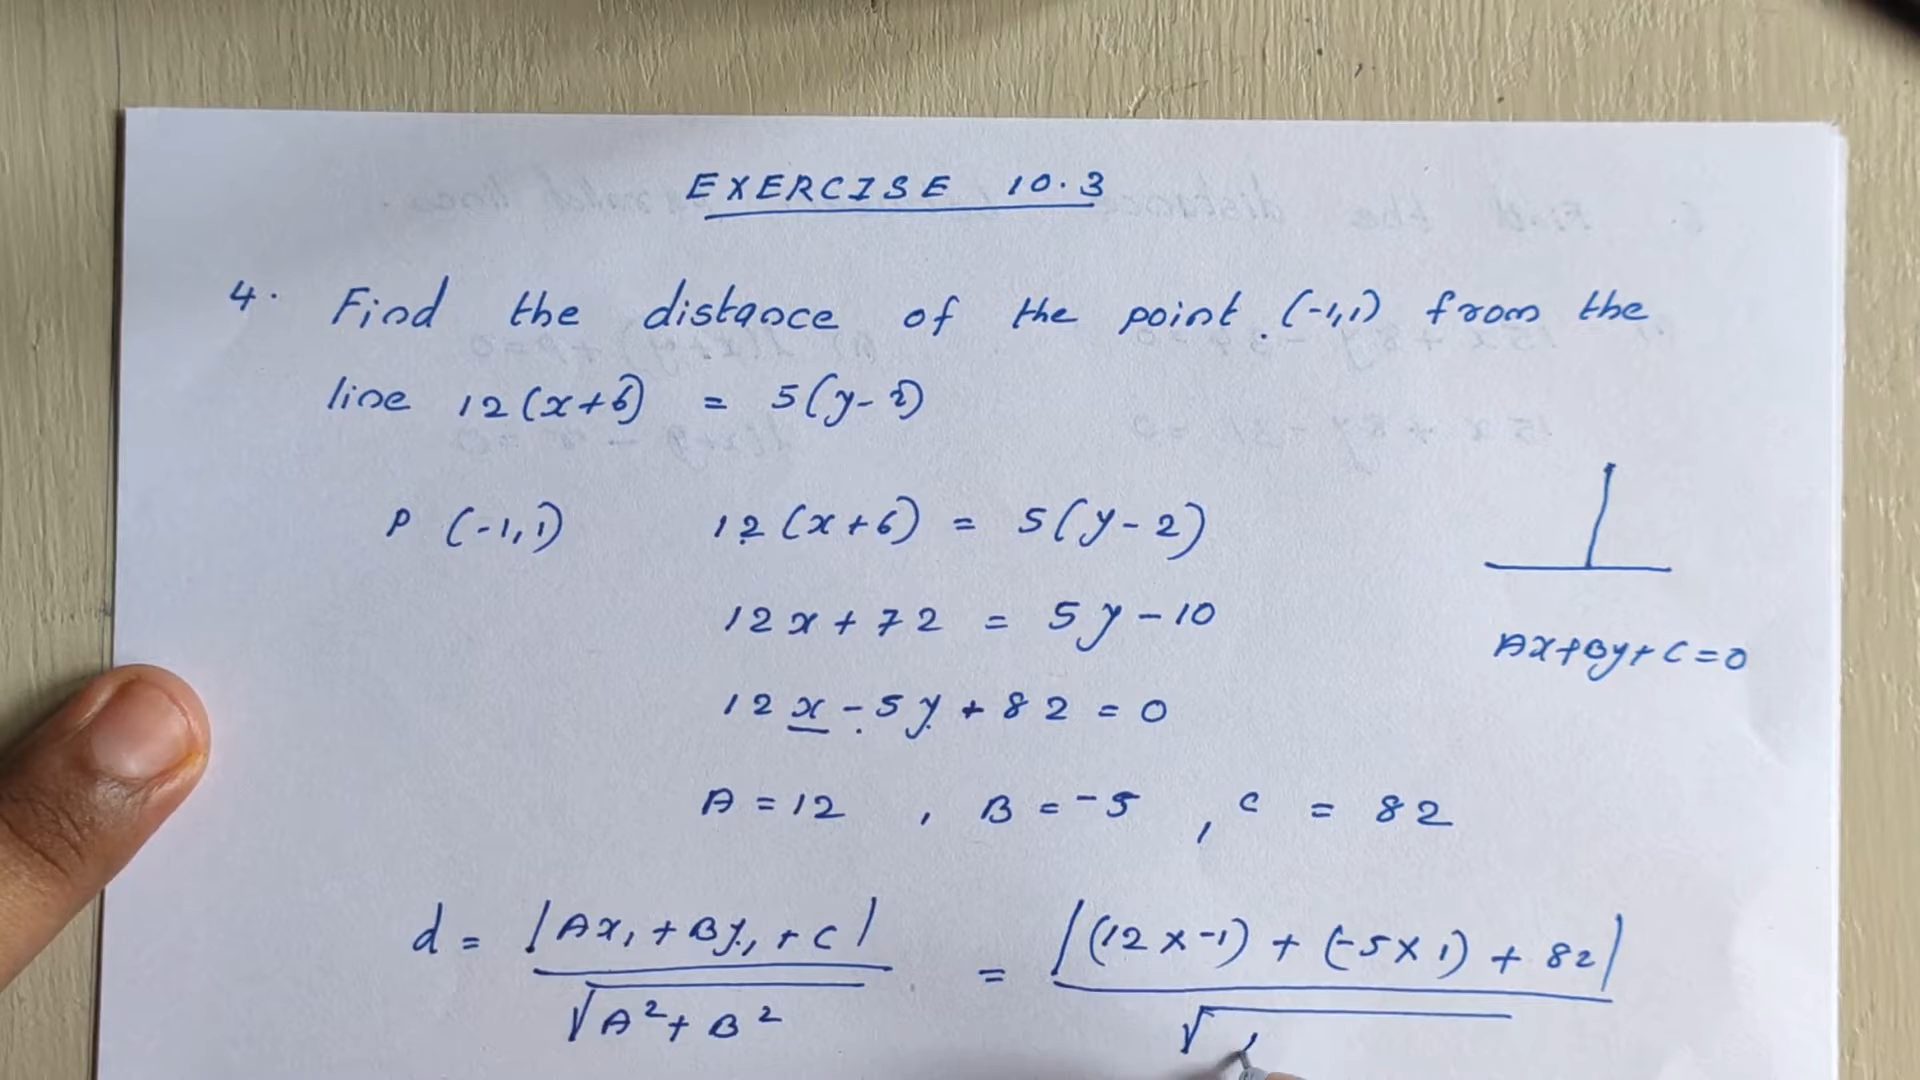 EXERCISE 10.3
4. Find the distance of the point (-1,1) from the
line 12(x+6) = 5(y-2)
P (-1,1) 12(x+6) = 5(y-2)
12x+72 = 5y-10
Ax+By+C=0
12x-5y+82=0
A=12 , B=-5 , C = 82
d = |Ax₁+By₁+C| / √A²+B² = |(12×-1)+(-5×1)+82| / √